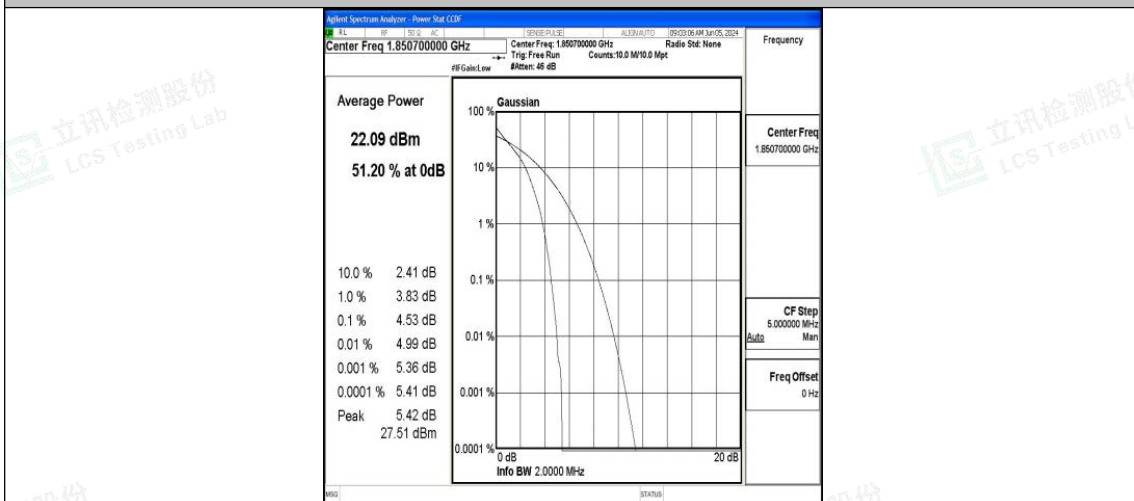 Agilent Spectrum Analyzer - Power Stat CCDF
RL RF 50 Ω AC SENSE:PULSE ALIGN AUTO 09:03:06 AM Jun 05, 2024
Center Freq 1.850700000 GHz
Center Freq: 1.850700000 GHz Radio Std: None
Trig: Free Run Counts:10.0 M/10.0 Mpt
#IFGain:Low #Atten: 46 dB
Frequency
Average Power
22.09 dBm
51.20 % at 0dB
10.0 % 2.41 dB
1.0 % 3.83 dB
0.1 % 4.53 dB
0.01 % 4.99 dB
0.001 % 5.36 dB
0.0001 % 5.41 dB
Peak 5.42 dB
27.51 dBm
Gaussian
100 %
10 %
1 %
0.1 %
0.01 %
0.001 %
0.0001 %
0 dB 20 dB
Info BW 2.0000 MHz
Center Freq
1.850700000 GHz
CF Step
5.000000 MHz
Auto Man
Freq Offset
0 Hz
MSG STATUS
立讯检测股份
LCS Testing Lab
立讯检测股份
LCS Testing L